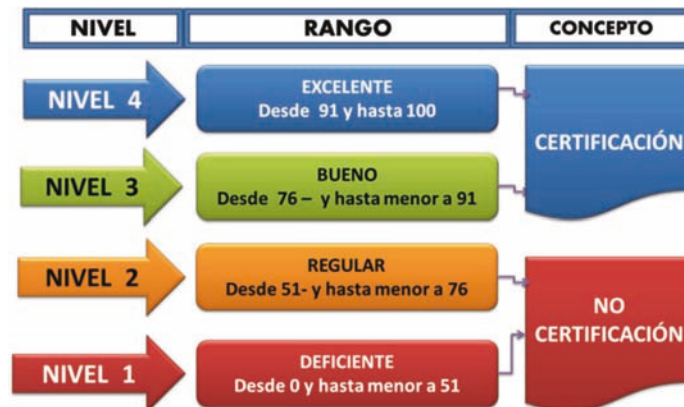 NIVEL RANGO CONCEPTO
NIVEL 4
EXCELENTE
Desde 91 y hasta 100
CERTIFICACIÓN
NIVEL 3
BUENO
Desde 76 – y hasta menor a 91
NIVEL 2
REGULAR
Desde 51- y hasta menor a 76
NO
CERTIFICACIÓN
NIVEL 1
DEFICIENTE
Desde 0 y hasta menor a 51